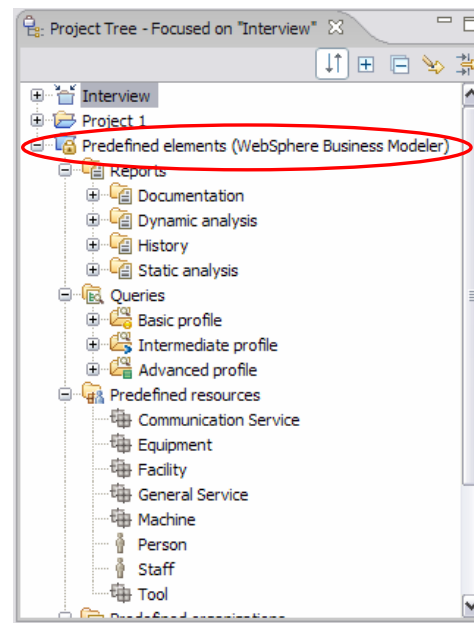 Project Tree - Focused on "Interview"
Interview
Project 1
Predefined elements (WebSphere Business Modeler)
Reports
Documentation
Dynamic analysis
History
Static analysis
Queries
Basic profile
Intermediate profile
Advanced profile
Predefined resources
Communication Service
Equipment
Facility
General Service
Machine
Person
Staff
Tool
Predefined organizations